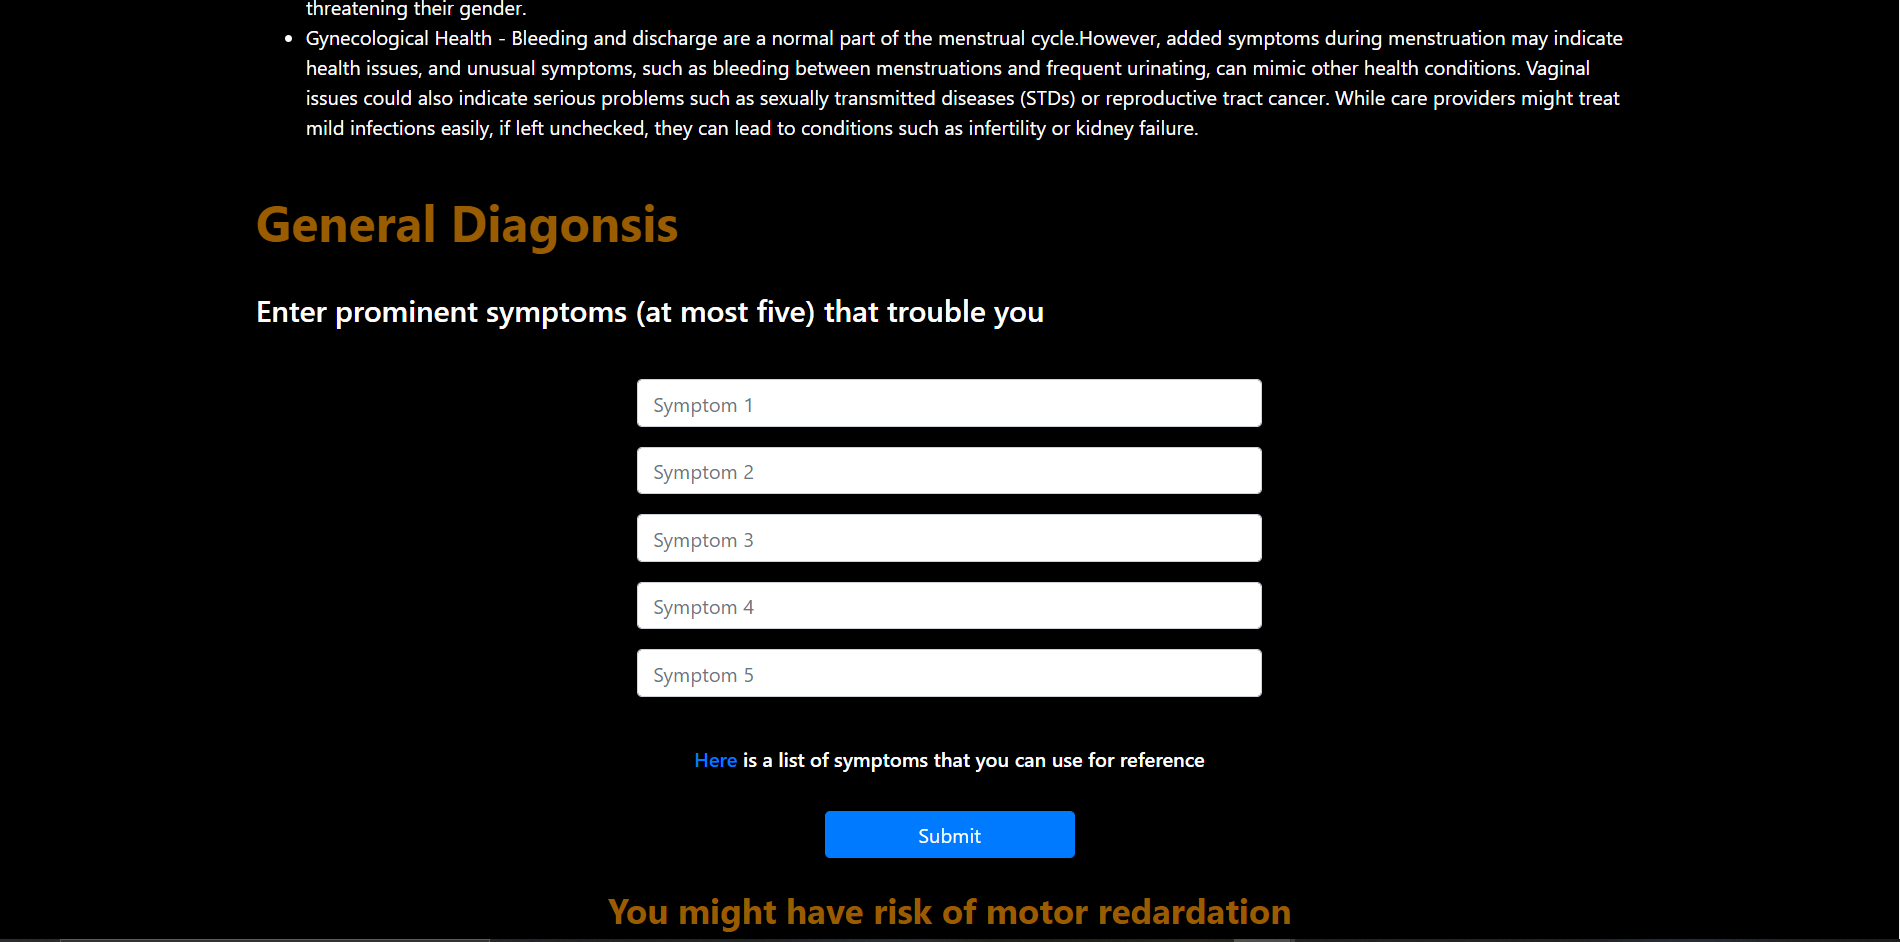 threatening their gender.
Gynecological Health - Bleeding and discharge are a normal part of the menstrual cycle.However, added symptoms during menstruation may indicate
health issues, and unusual symptoms, such as bleeding between menstruations and frequent urinating, can mimic other health conditions. Vaginal
issues could also indicate serious problems such as sexually transmitted diseases (STDs) or reproductive tract cancer. While care providers might treat
mild infections easily, if left unchecked, they can lead to conditions such as infertility or kidney failure.
General Diagonsis
Enter prominent symptoms (at most five) that trouble you
Symptom 1
Symptom 2
Symptom 3
Symptom 4
Symptom 5
Here is a list of symptoms that you can use for reference
Submit
You might have risk of motor redardation